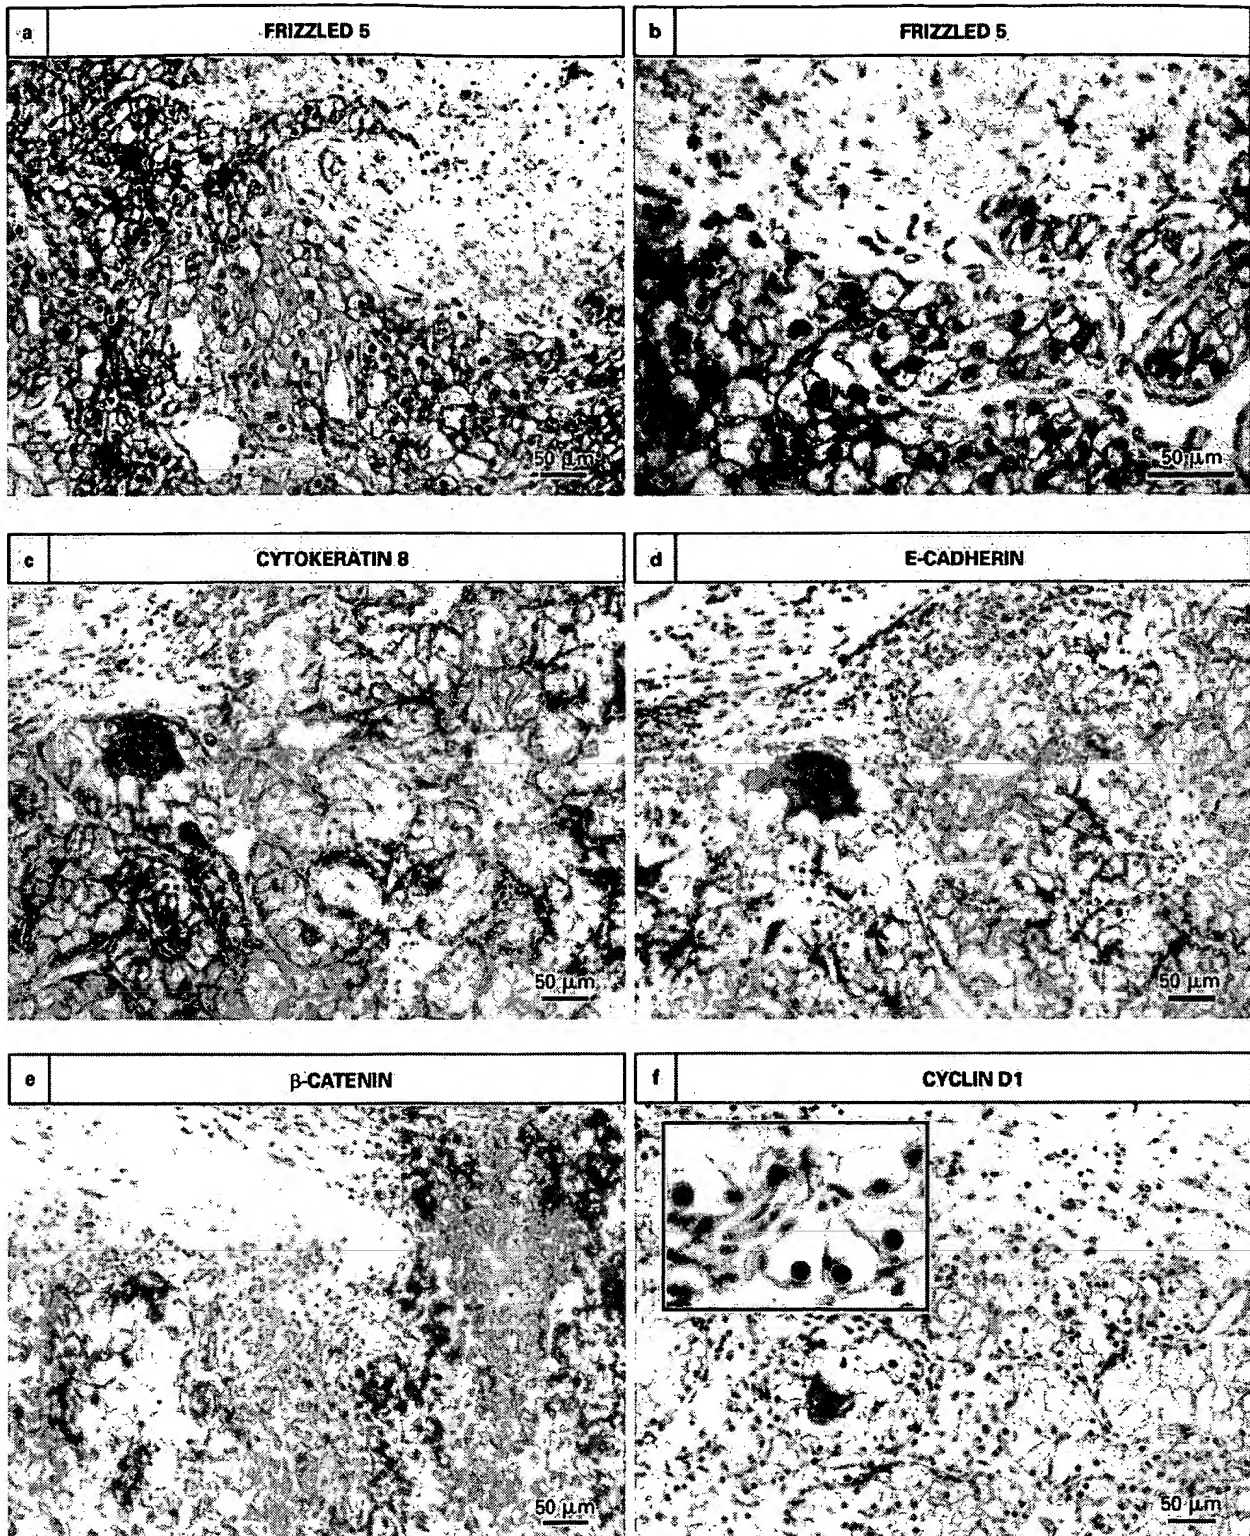 a FRIZZLED 5
b FRIZZLED 5
50 μm
50 μm
c CYTOKERATIN 8
d E-CADHERIN
50 μm
50 μm
e β-CATENIN
f CYCLIN D1
50 μm
50 μm